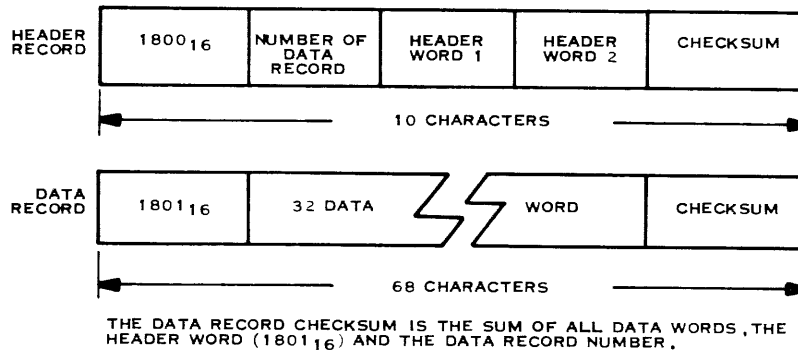 HEADER RECORD
1800₁₆
NUMBER OF DATA RECORD
HEADER WORD 1
HEADER WORD 2
CHECKSUM
10 CHARACTERS
DATA RECORD
1801₁₆
32 DATA
WORD
CHECKSUM
68 CHARACTERS
THE DATA RECORD CHECKSUM IS THE SUM OF ALL DATA WORDS, THE
HEADER WORD (1801₁₆) AND THE DATA RECORD NUMBER.